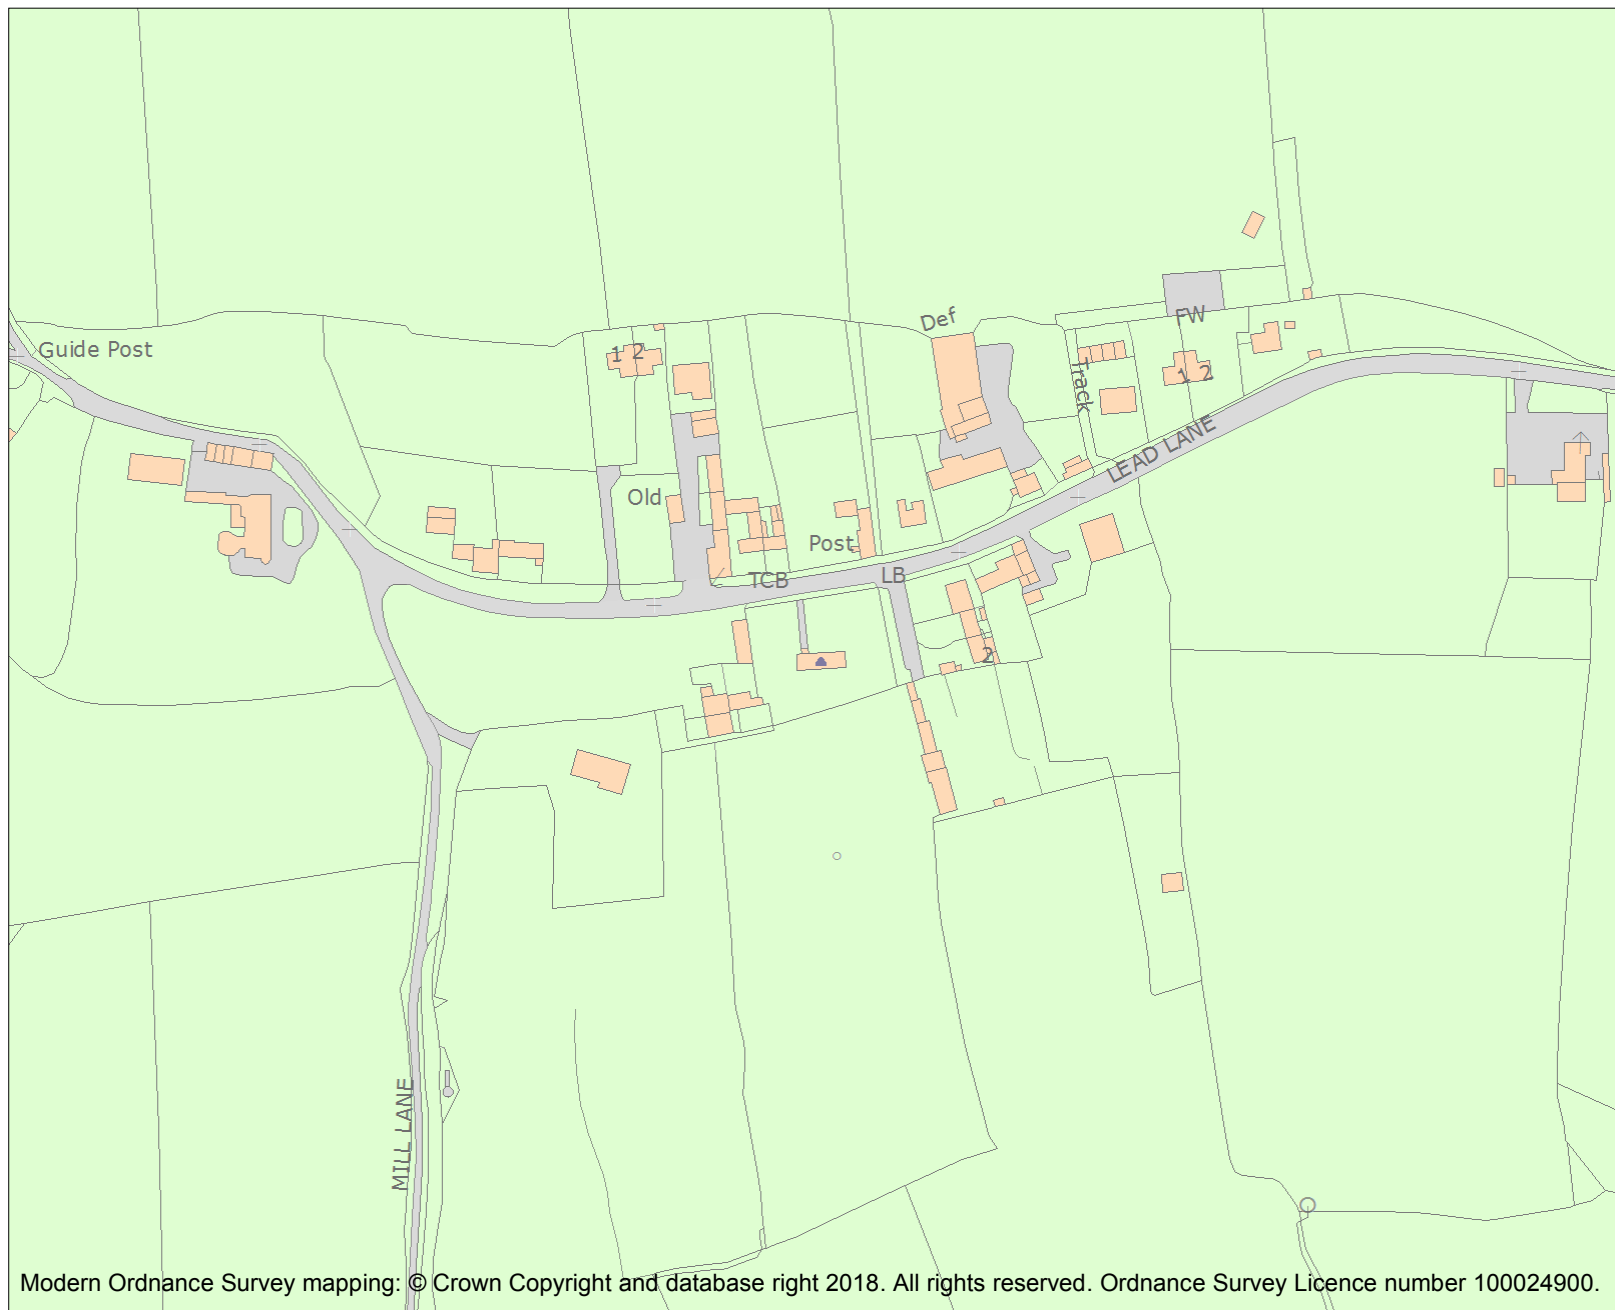 Def
FW
Guide Post
1 2
1 2
Track
LEAD LANE
Old
Post
TCB
LB
2
MILL LANE
Modern Ordnance Survey mapping: © Crown Copyright and database right 2018. All rights reserved. Ordnance Survey Licence number 100024900.